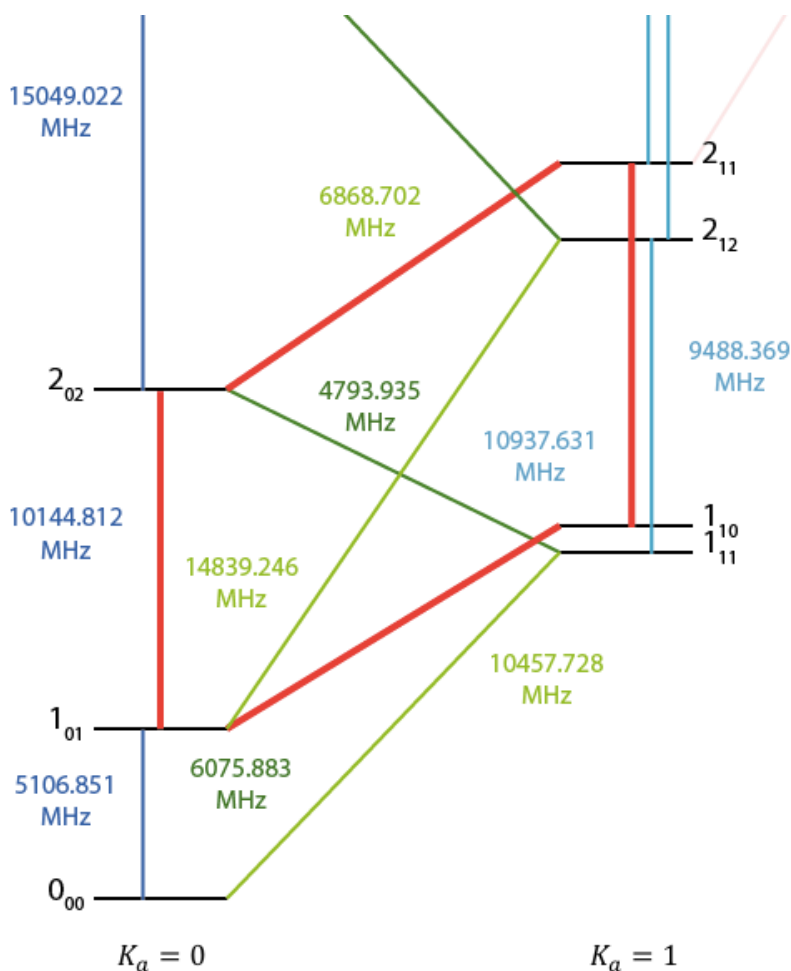 15049.022
MHz
2₁₁
6868.702
MHz
2₁₂
9488.369
MHz
2₀₂
4793.935
MHz
10937.631
MHz
10144.812
MHz
1₁₀
1₁₁
14839.246
MHz
10457.728
MHz
1₀₁
6075.883
MHz
5106.851
MHz
0₀₀
Kₐ = 0
Kₐ = 1